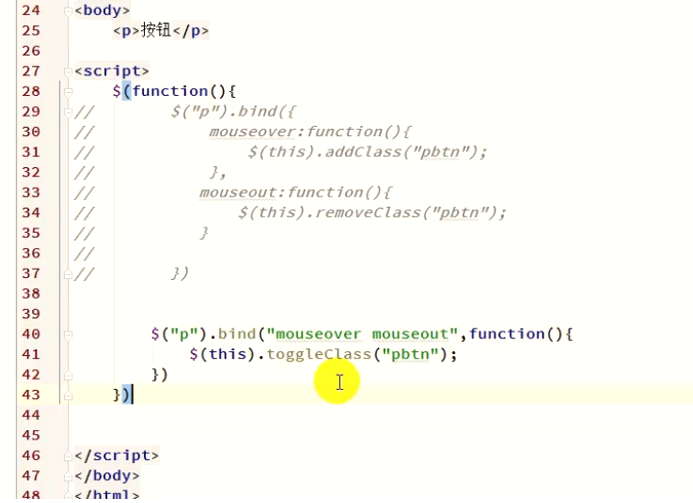 24 <body>
25 <p>按钮</p>
26
27 <script>
28 $(function(){
29 // $("p").bind({
30 // mouseover:function(){
31 // $(this).addClass("pbtn");
32 // },
33 // mouseout:function(){
34 // $(this).removeClass("pbtn");
35 // }
36 //
37 // })
38
39
40 $("p").bind("mouseover mouseout",function(){
41 $(this).toggleClass("pbtn");
42 })
43 })
44
45
46 </script>
47 </body>
48 </html>